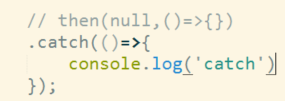 // then(null,()=>{})
.catch(()=>{
console.log('catch')
});